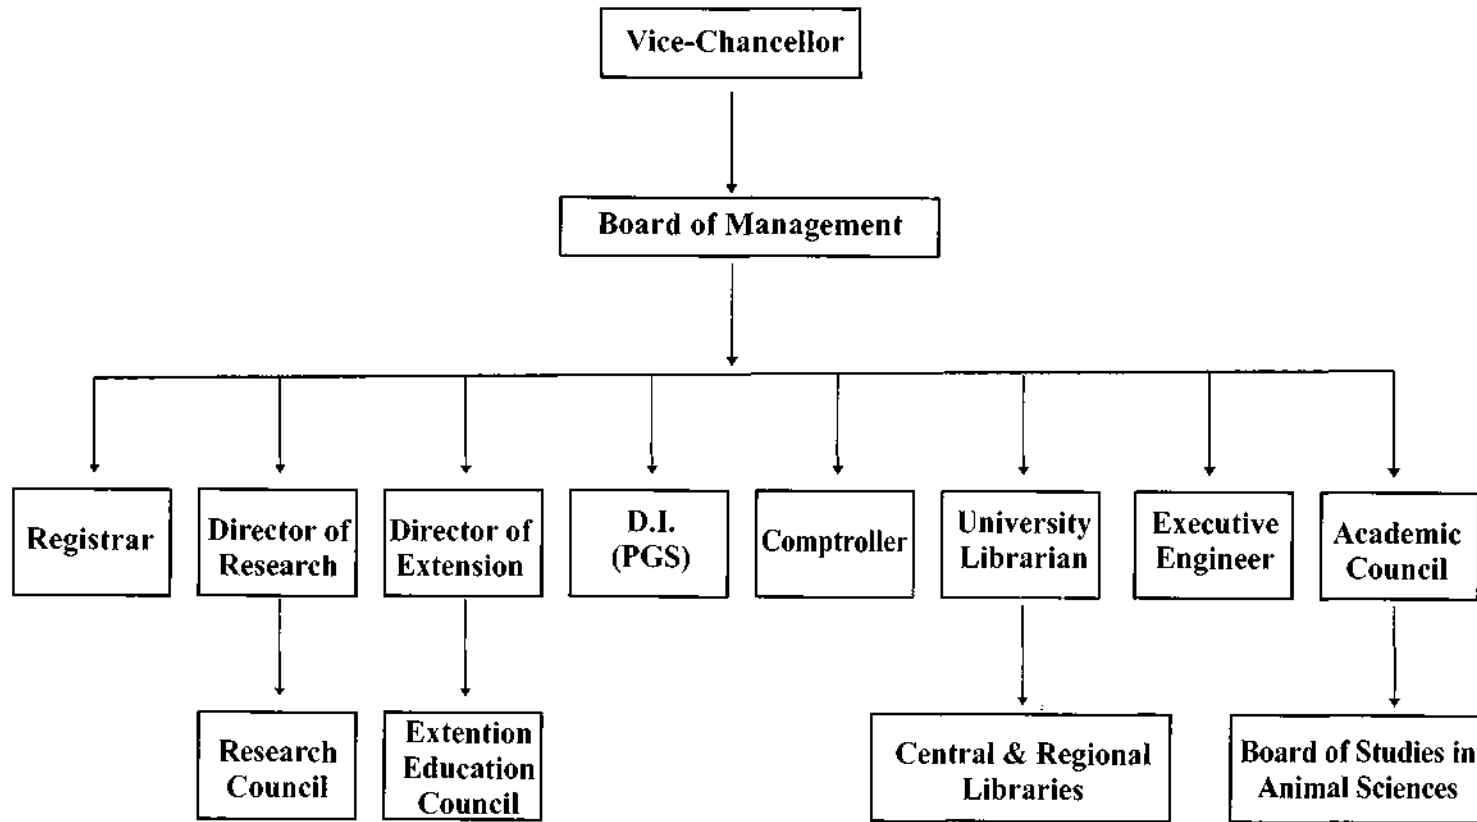 Vice-Chancellor
Board of Management
Registrar
Director of
Research
Director of
Extension
D.I.
(PGS)
Comptroller
University
Librarian
Executive
Engineer
Academic
Council
Research
Council
Extention
Education
Council
Central & Regional
Libraries
Board of Studies in
Animal Sciences